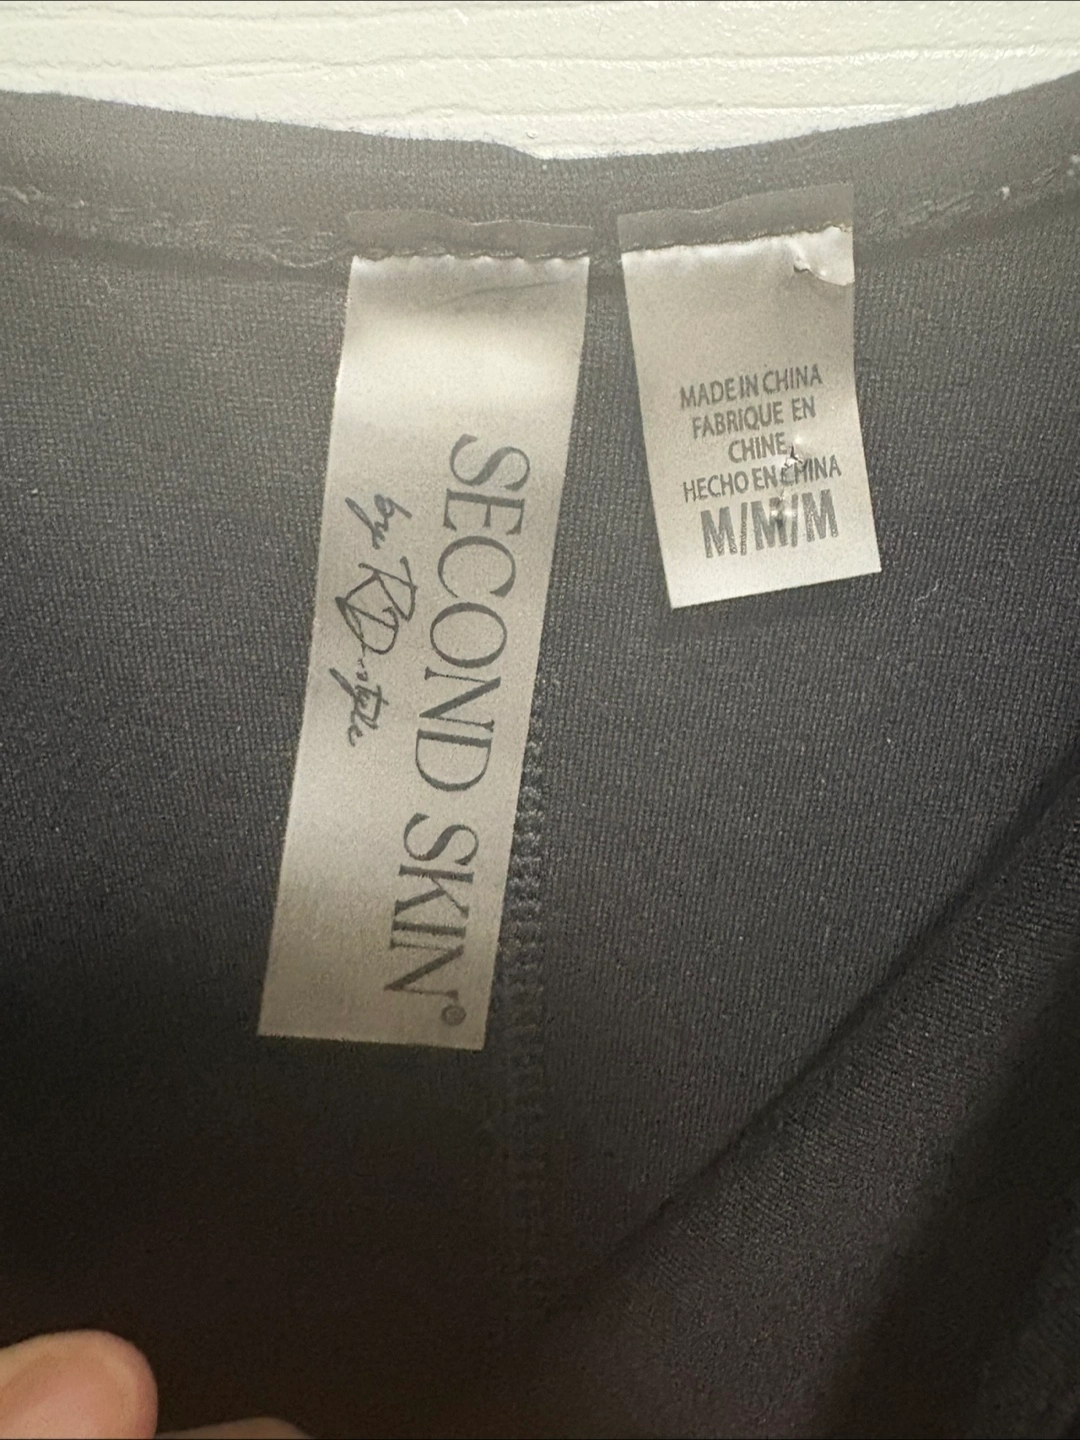 SECOND SKIN®
by RD style
MADE IN CHINA
FABRIQUE EN
CHINE
HECHO EN CHINA
M/M/M